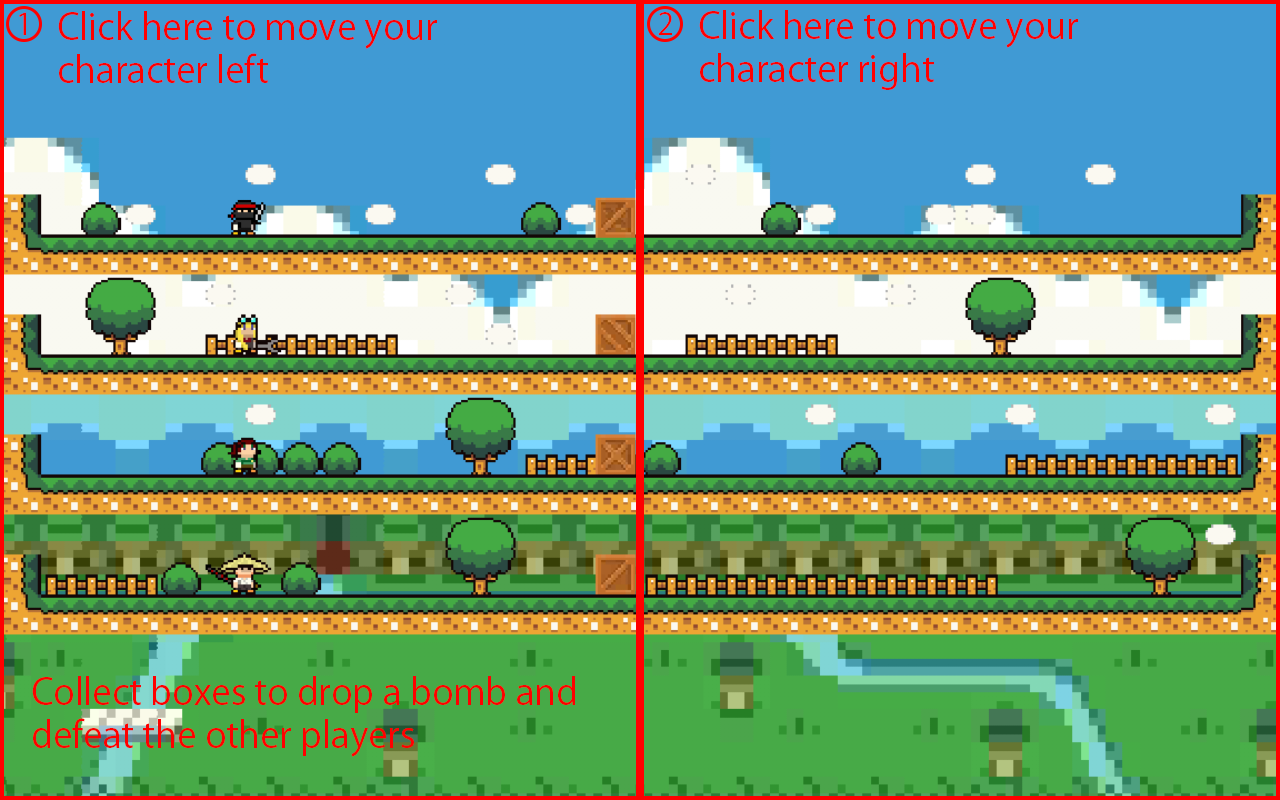 ① Click here to move your
character left
② Click here to move your
character right
Collect boxes to drop a bomb and
defeat the other players